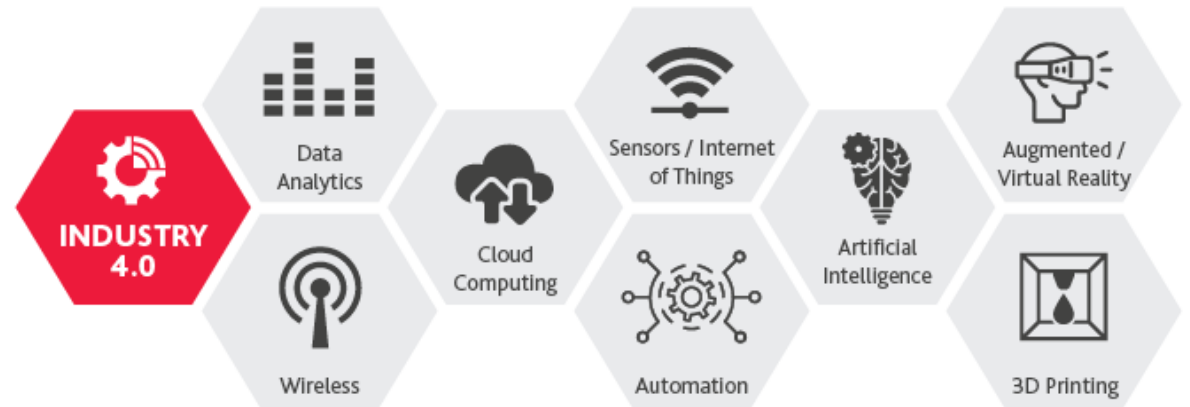 INDUSTRY
4.0
Data
Analytics
Wireless
Cloud
Computing
Sensors / Internet
of Things
Automation
Artificial
Intelligence
Augmented /
Virtual Reality
3D Printing